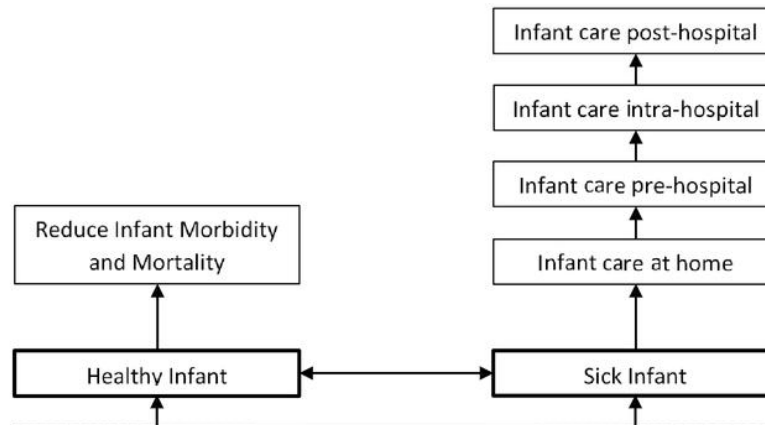 Infant care post-hospital
Infant care intra-hospital
Infant care pre-hospital
Reduce Infant Morbidity
and Mortality
Infant care at home
Healthy Infant
Sick Infant